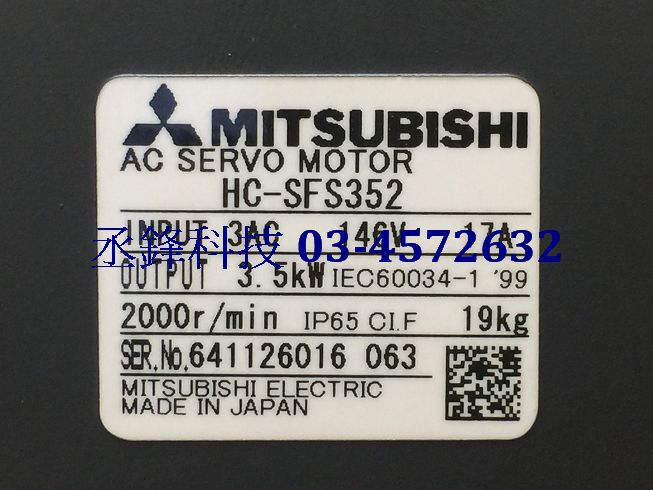 MITSUBISHI
AC SERVO MOTOR
HC-SFS352
INPUT 3AC 146V 17A
丞鋒科技 03-4572632
OUTPUT 3.5kW IEC60034-1 '99
2000r/min IP65 CI.F 19kg
SER.No.641126016 063
MITSUBISHI ELECTRIC
MADE IN JAPAN